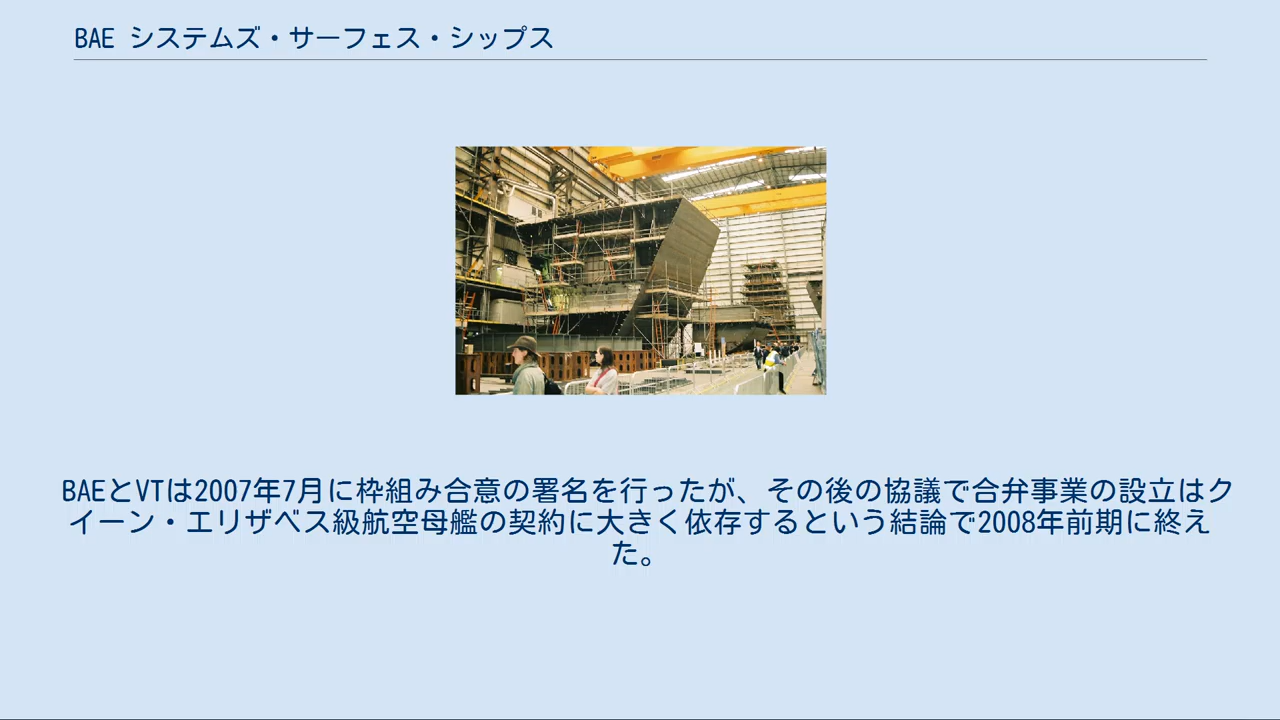 BAE システムズ・サーフェス・シップス
BAEとVTは2007年7月に枠組み合意の署名を行ったが、その後の協議で合弁事業の設立はク
イーン・エリザベス級航空母艦の契約に大きく依存するという結論で2008年前期に終え
た。